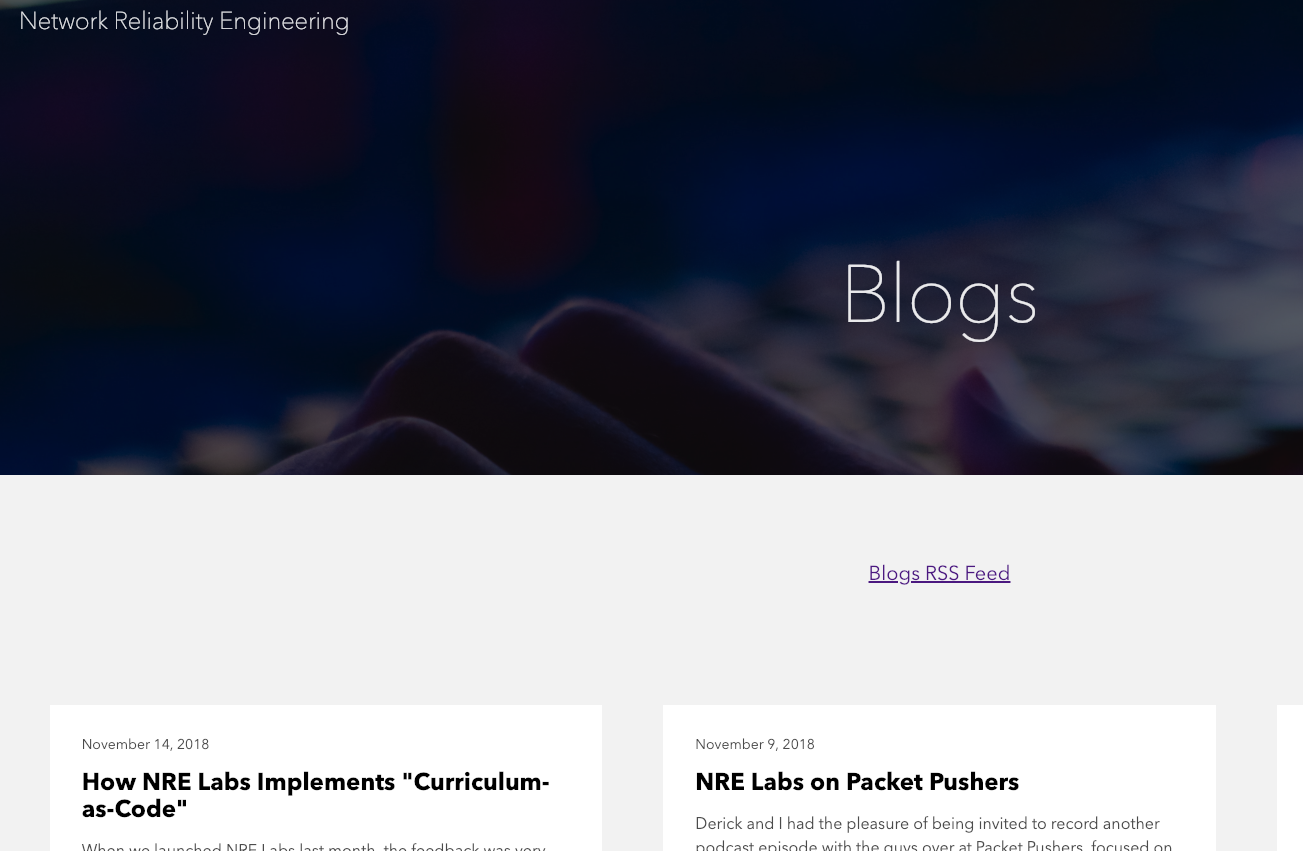 Network Reliability Engineering
Blogs
Blogs RSS Feed
November 14, 2018
How NRE Labs Implements "Curriculum-
as-Code"
When we launched NRE Labs last month, the feedback was very
November 9, 2018
NRE Labs on Packet Pushers
Derick and I had the pleasure of being invited to record another
podcast episode with the guys over at Packet Pushers, focused on